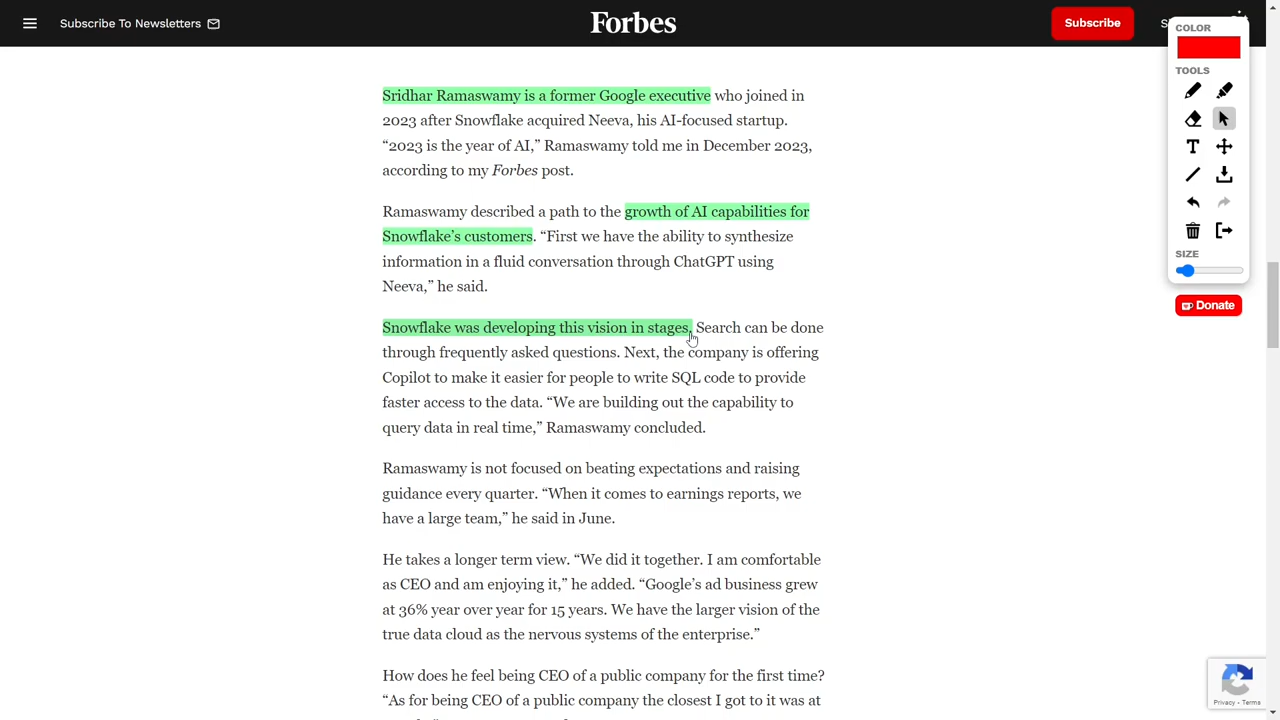 Subscribe To Newsletters
Forbes
Subscribe
COLOR
TOOLS
T
SIZE
Donate
Sridhar Ramaswamy is a former Google executive who joined in
2023 after Snowflake acquired Neeva, his AI-focused startup.
“2023 is the year of AI,” Ramaswamy told me in December 2023,
according to my Forbes post.
Ramaswamy described a path to the growth of AI capabilities for
Snowflake’s customers. “First we have the ability to synthesize
information in a fluid conversation through ChatGPT using
Neeva,” he said.
Snowflake was developing this vision in stages. Search can be done
through frequently asked questions. Next, the company is offering
Copilot to make it easier for people to write SQL code to provide
faster access to the data. “We are building out the capability to
query data in real time,” Ramaswamy concluded.
Ramaswamy is not focused on beating expectations and raising
guidance every quarter. “When it comes to earnings reports, we
have a large team,” he said in June.
He takes a longer term view. “We did it together. I am comfortable
as CEO and am enjoying it,” he added. “Google’s ad business grew
at 36% year over year for 15 years. We have the larger vision of the
true data cloud as the nervous systems of the enterprise.”
How does he feel being CEO of a public company for the first time?
“As for being CEO of a public company the closest I got to it was at
Privacy - Terms